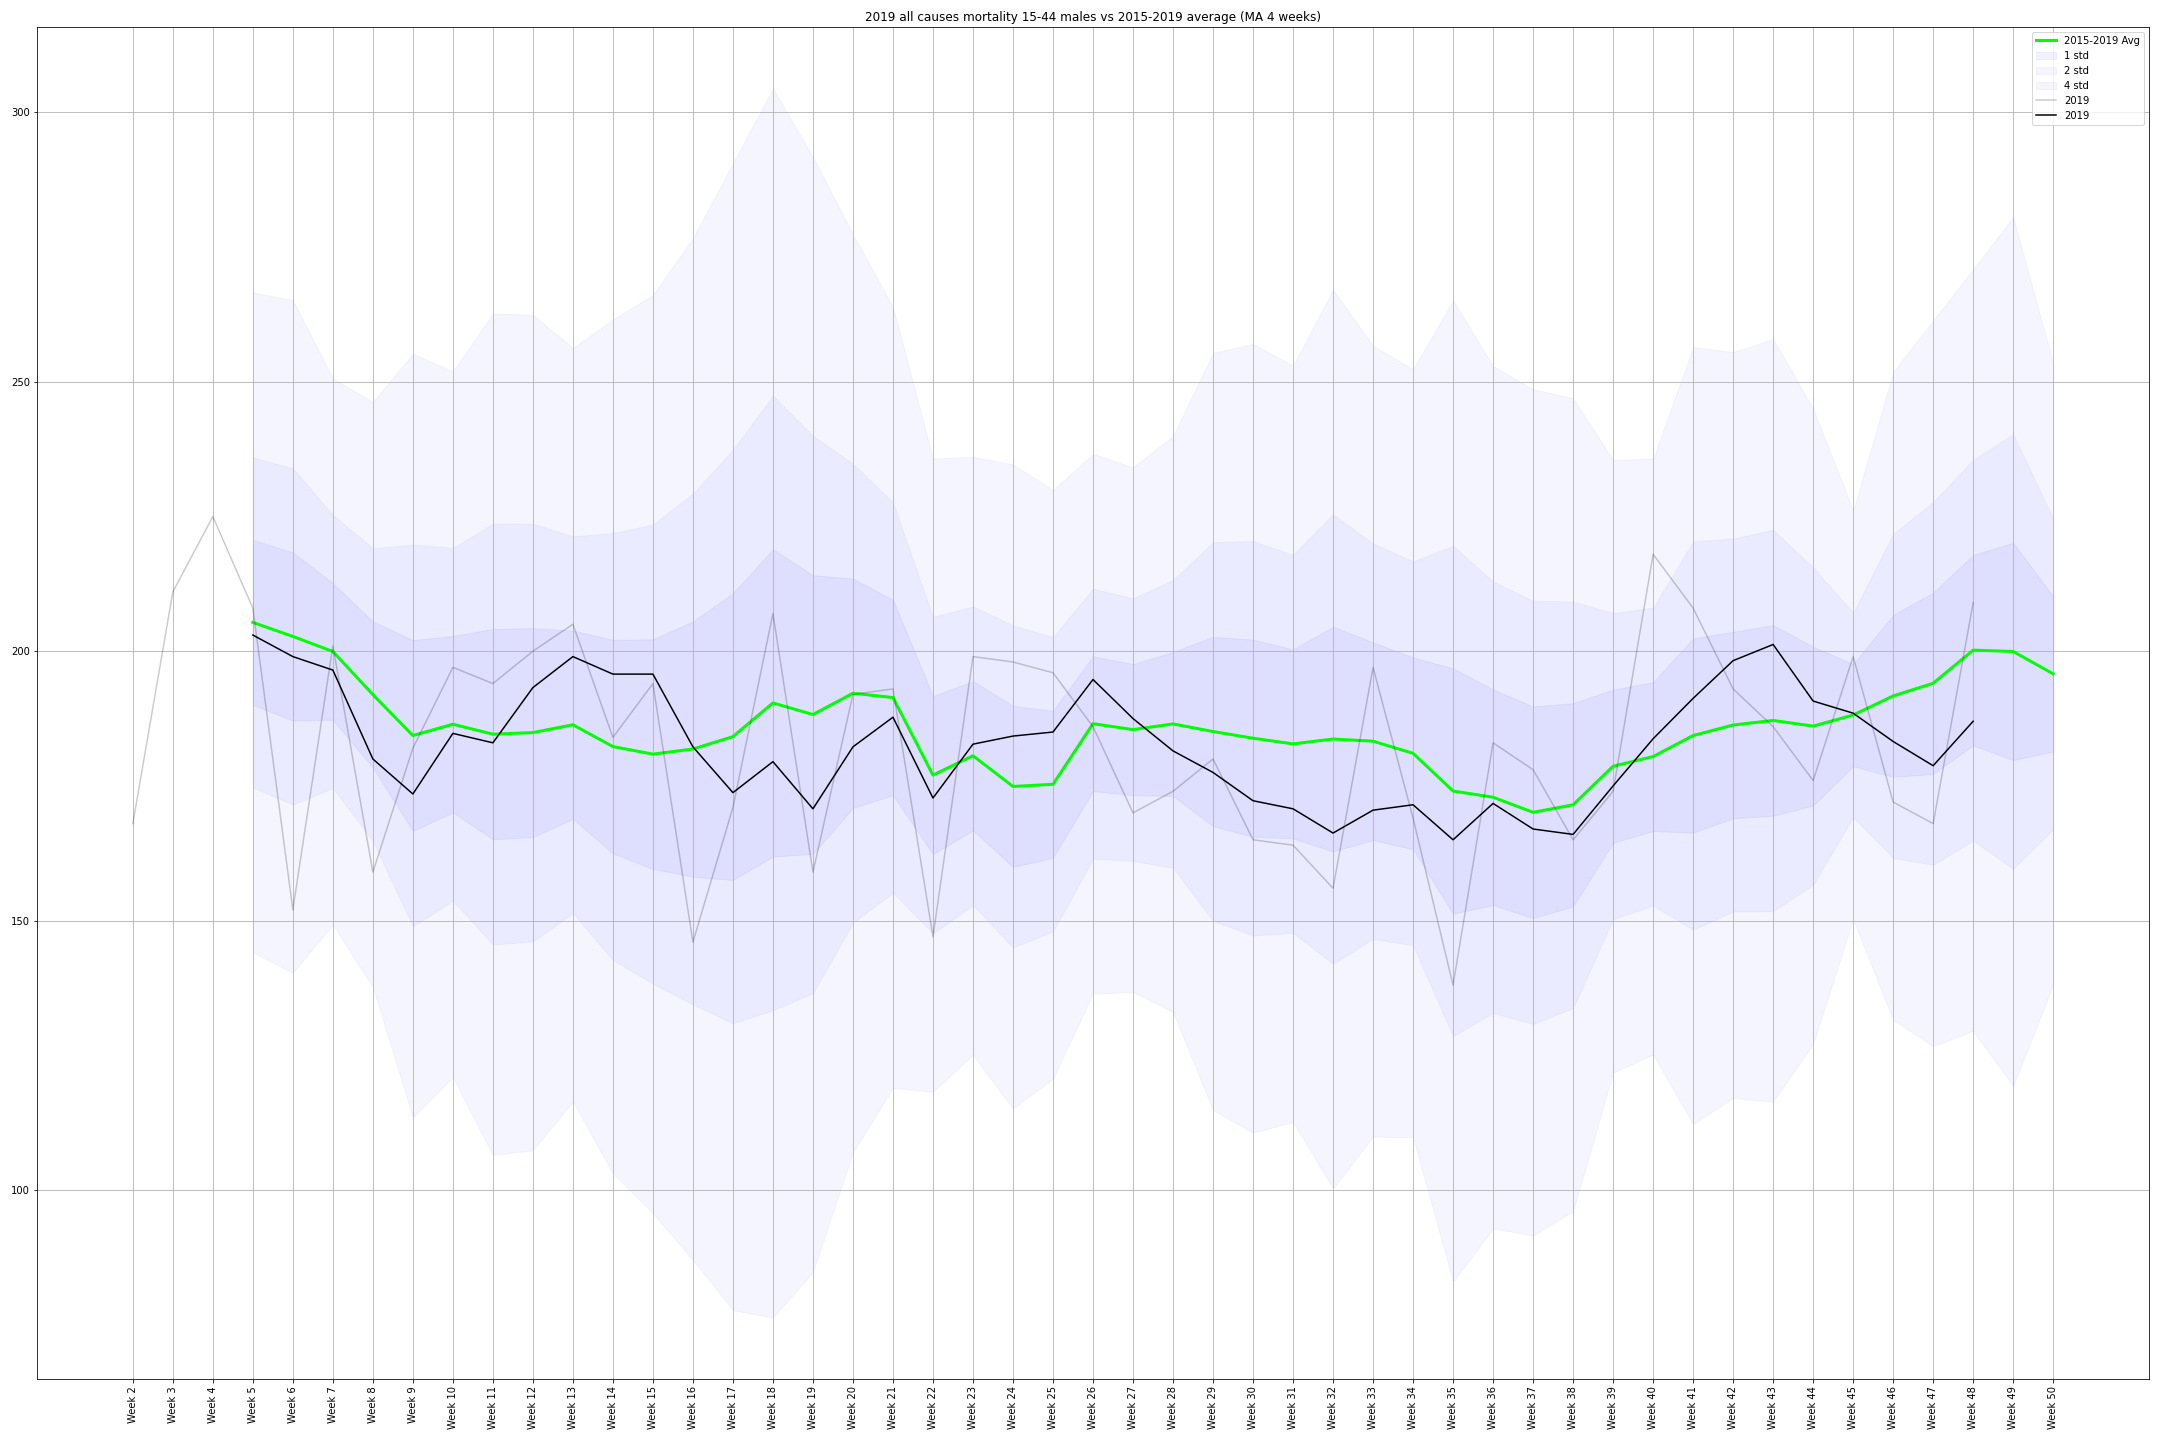 2019 all causes mortality 15-44 males vs 2015-2019 average (MA 4 weeks)
2015-2019 Avg
1 std
2 std
4 std
2019
2019
300
250
200
150
100
Week 2
Week 3
Week 4
Week 5
Week 6
Week 7
Week 8
Week 9
Week 10
Week 11
Week 12
Week 13
Week 14
Week 15
Week 16
Week 17
Week 18
Week 19
Week 20
Week 21
Week 22
Week 23
Week 24
Week 25
Week 26
Week 27
Week 28
Week 29
Week 30
Week 31
Week 32
Week 33
Week 34
Week 35
Week 36
Week 37
Week 38
Week 39
Week 40
Week 41
Week 42
Week 43
Week 44
Week 45
Week 46
Week 47
Week 48
Week 49
Week 50